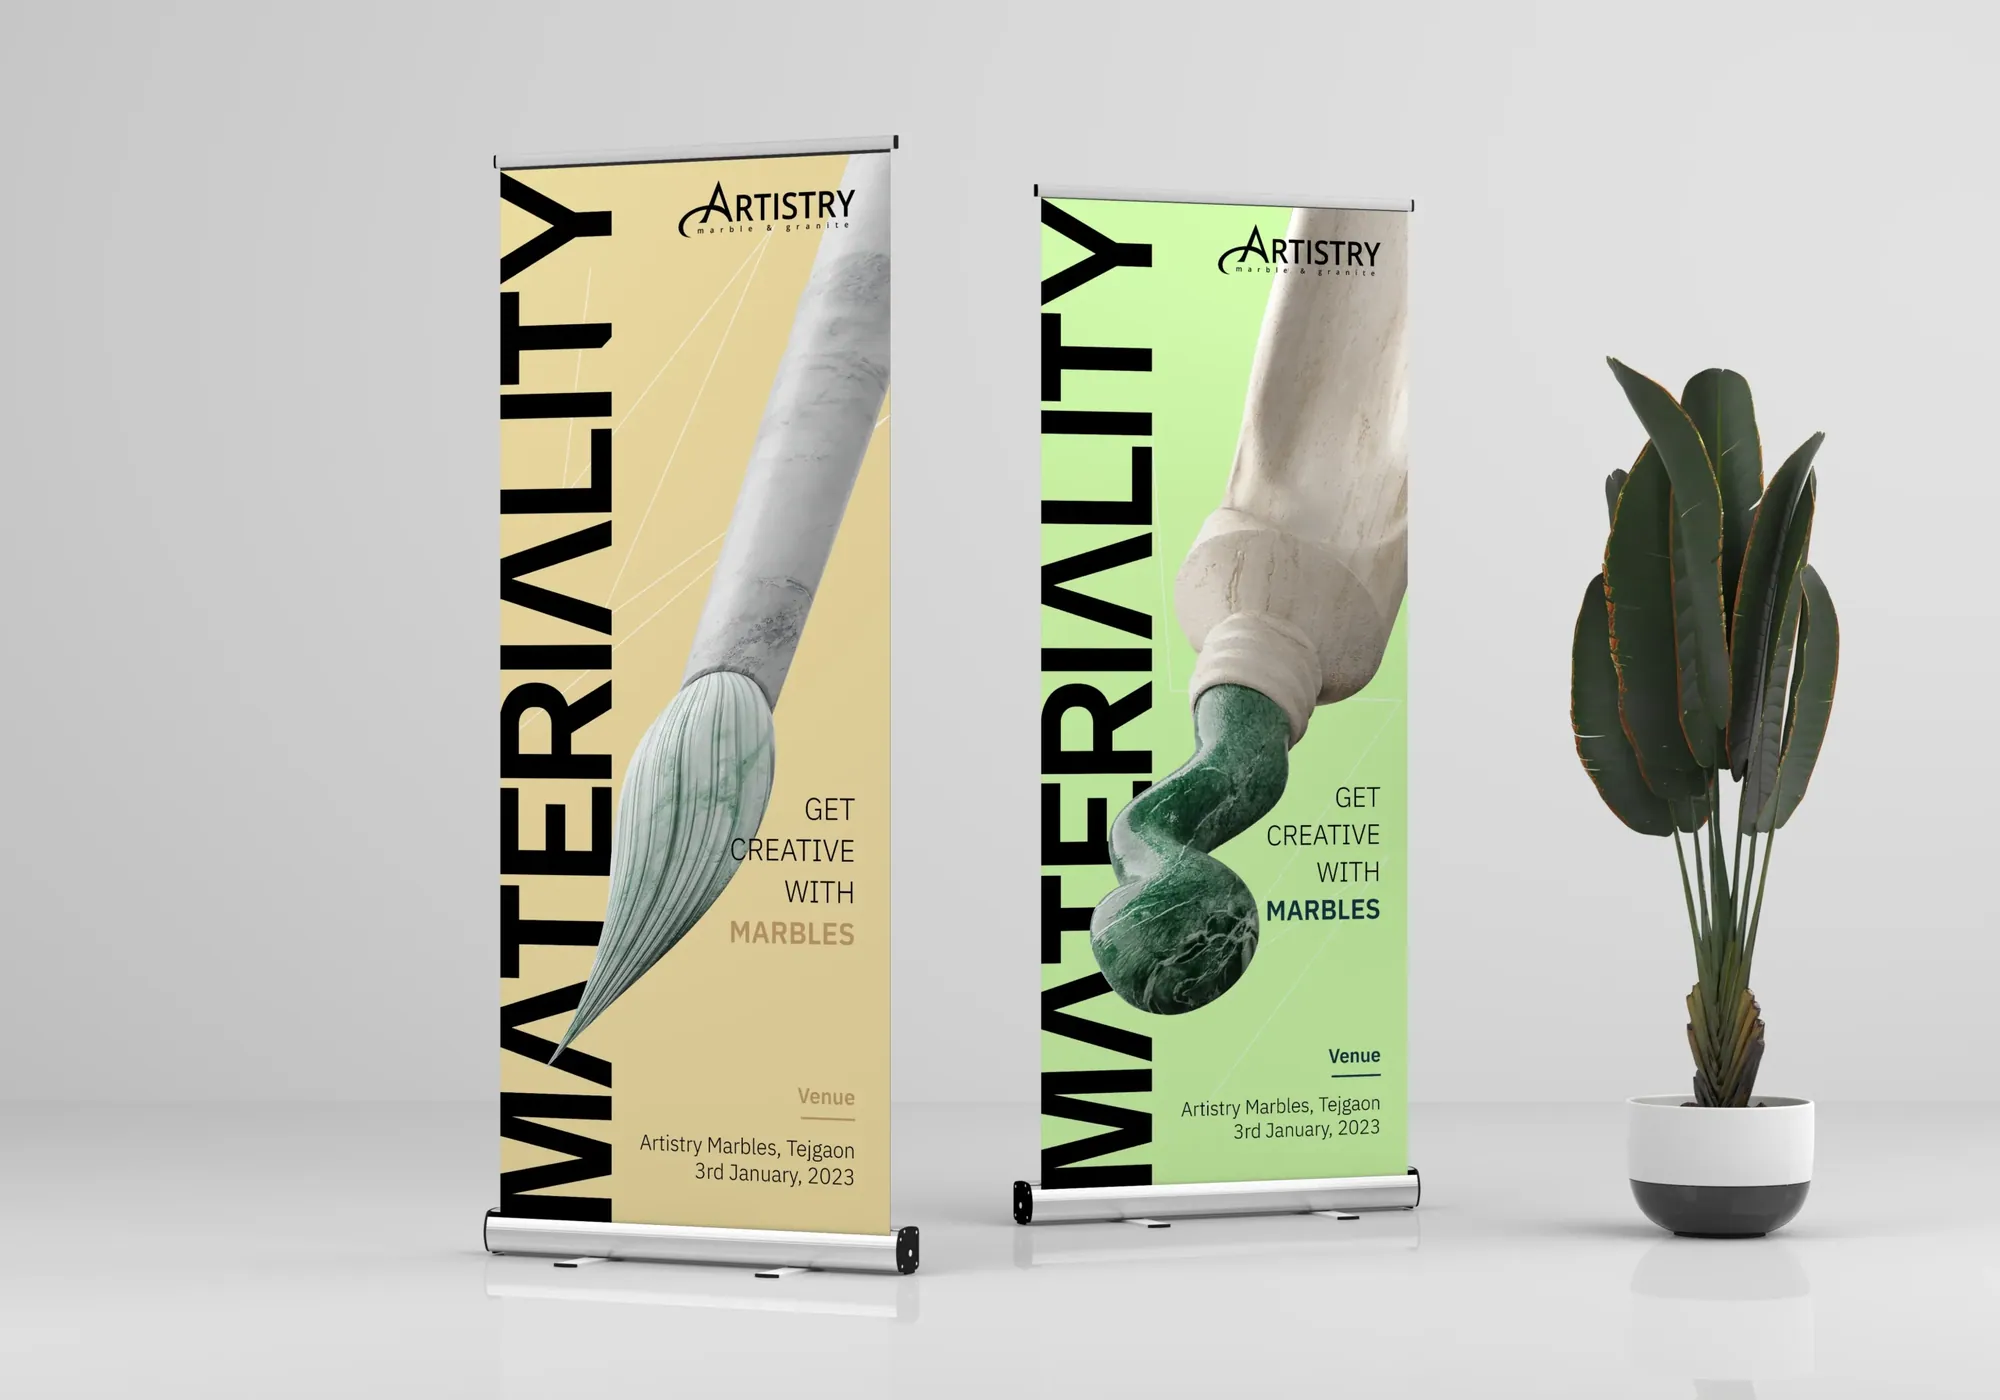 MATERIALITY
ARTISTRY
marble & granite
GET
CREATIVE
WITH
MARBLES
Venue
Artistry Marbles, Tejgaon
3rd January, 2023
MATERIALITY
ARTISTRY
marble & granite
GET
CREATIVE
WITH
MARBLES
Venue
Artistry Marbles, Tejgaon
3rd January, 2023